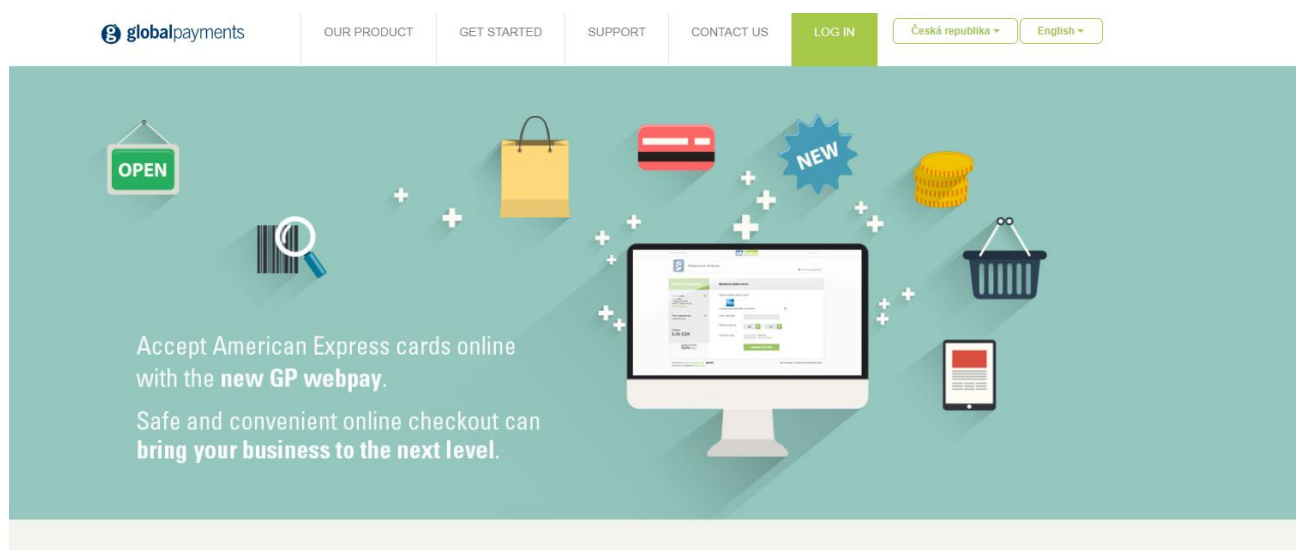 globalpayments
OUR PRODUCT
GET STARTED
SUPPORT
CONTACT US
LOG IN
Česká republika
English
OPEN
NEW
Accept American Express cards online
with the new GP webpay.
Safe and convenient online checkout can
bring your business to the next level.